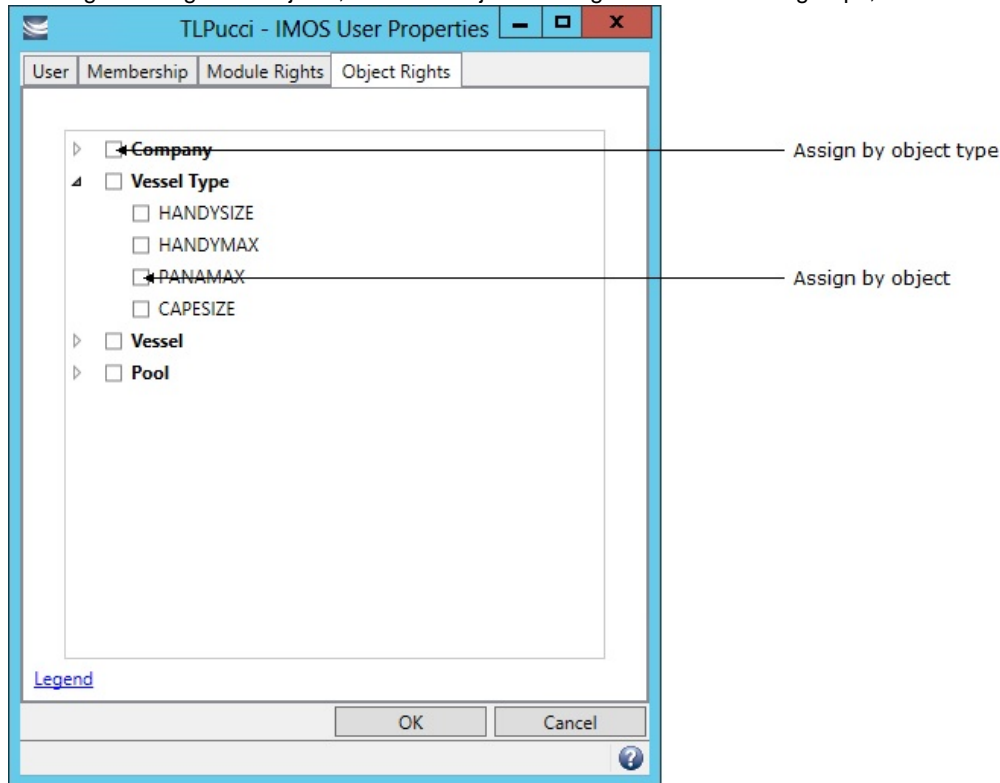 TLPucci - IMOS User Properties
User Membership Module Rights Object Rights
Company
Assign by object type
Vessel Type
HANDYSIZE
HANDYMAX
PANAMAX
Assign by object
CAPESIZE
Vessel
Pool
Legend
OK Cancel